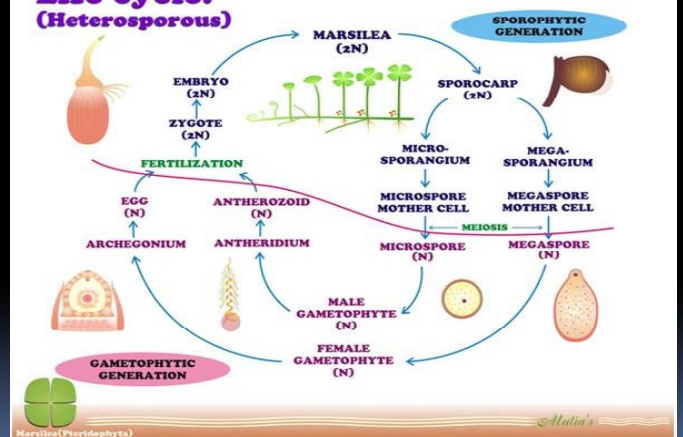 (Heterosporous)
SPOROPHYTIC
GENERATION
MARSILEA
(2N)
SPOROCARP
(2N)
MICRO-
SPORANGIUM
MEGA-
SPORANGIUM
MICROSPORE
MOTHER CELL
MEGASPORE
MOTHER CELL
MEIOSIS
MICROSPORE
(N)
MEGASPORE
(N)
MALE
GAMETOPHYTE
(N)
FEMALE
GAMETOPHYTE
(N)
ARCHEGONIUM
EGG
(N)
ANTHERIDIUM
ANTHEROZOID
(N)
FERTILIZATION
ZYGOTE
(2N)
EMBRYO
(2N)
GAMETOPHYTIC
GENERATION
Marsilea(Pteridophyta)